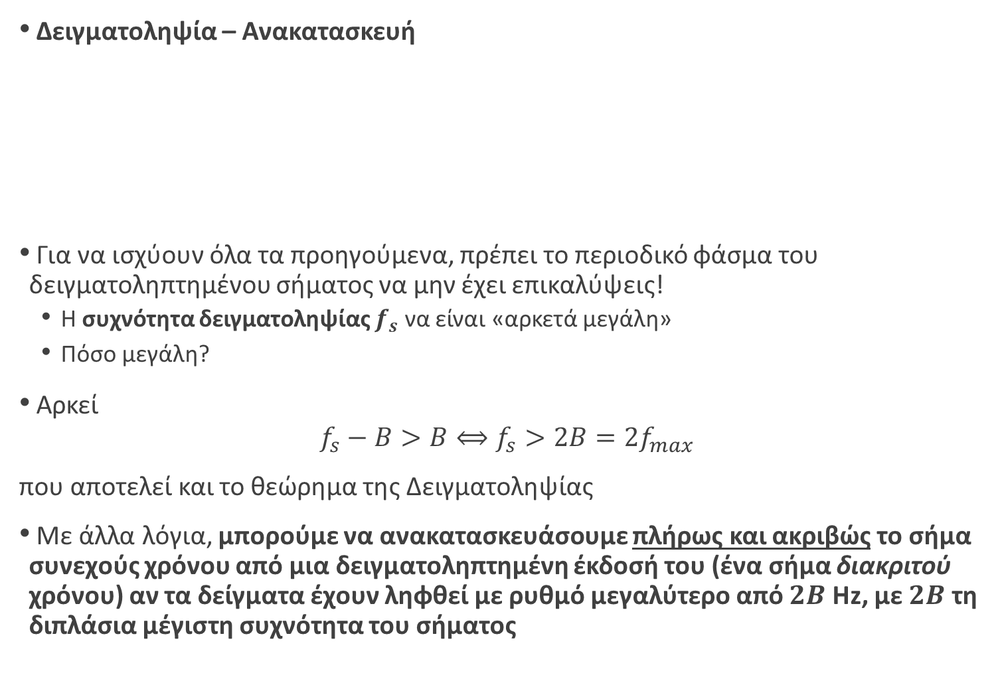 • Δειγματοληψία – Ανακατασκευή
• Για να ισχύουν όλα τα προηγούμενα, πρέπει το περιοδικό φάσμα του
δειγματοληπτημένου σήματος να μην έχει επικαλύψεις!
• Η συχνότητα δειγματοληψίας f_s να είναι «αρκετά μεγάλη»
• Πόσο μεγάλη?
• Αρκεί
f_s − B > B ⟺ f_s > 2B = 2f_{max}
που αποτελεί και το θεώρημα της Δειγματοληψίας
• Με άλλα λόγια, μπορούμε να ανακατασκευάσουμε πλήρως και ακριβώς το σήμα
συνεχούς χρόνου από μια δειγματοληπτημένη έκδοσή του (ένα σήμα διακριτού
χρόνου) αν τα δείγματα έχουν ληφθεί με ρυθμό μεγαλύτερο από 2B Hz, με 2B τη
διπλάσια μέγιστη συχνότητα του σήματος